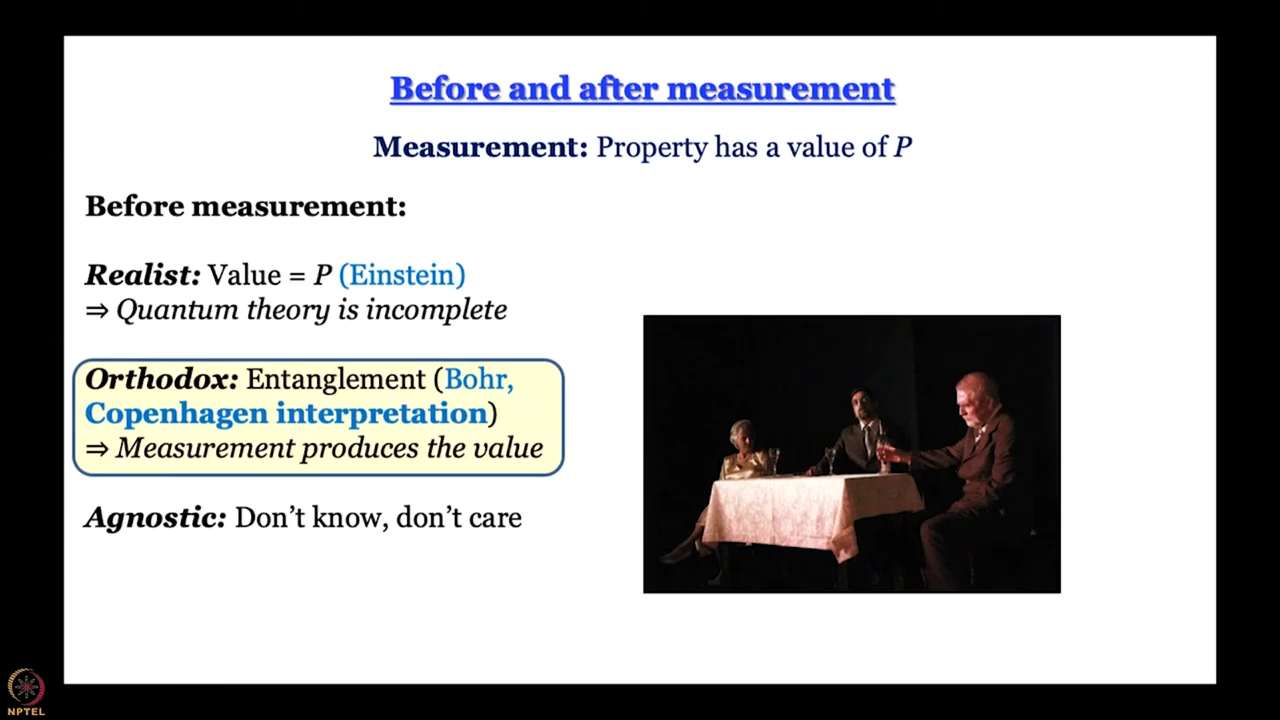 Before and after measurement
Measurement: Property has a value of P
Before measurement:
Realist: Value = P (Einstein)
⇒ Quantum theory is incomplete
Orthodox: Entanglement (Bohr,
Copenhagen interpretation)
⇒ Measurement produces the value
Agnostic: Don’t know, don’t care
NPTEL